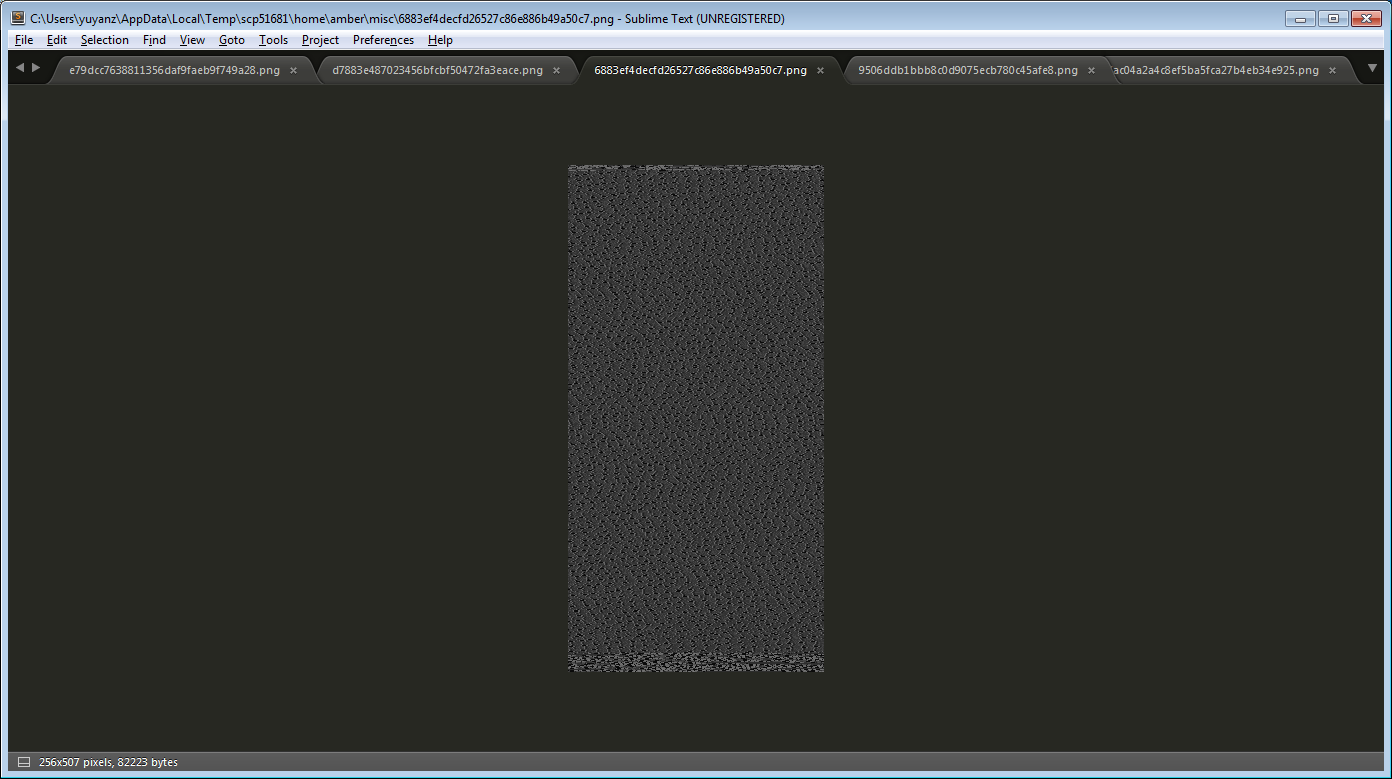 C:\Users\yuyanz\AppData\Local\Temp\scp51681\home\amber\misc\6883ef4decfd26527c86e886b49a50c7.png - Sublime Text (UNREGISTERED)
File Edit Selection Find View Goto Tools Project Preferences Help
e79dcc7638811356daf9faeb9f749a28.png d7883e487023456bfcbf50472fa3eace.png 6883ef4decfd26527c86e886b49a50c7.png 9506ddb1bbb8c0d9075ecb780c45afe8.png ac04a2a4c8ef5ba5fca27b4eb34e925.png
256x507 pixels, 82223 bytes